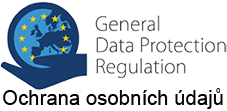 General
Data Protection
Regulation
Ochrana osobních údajů